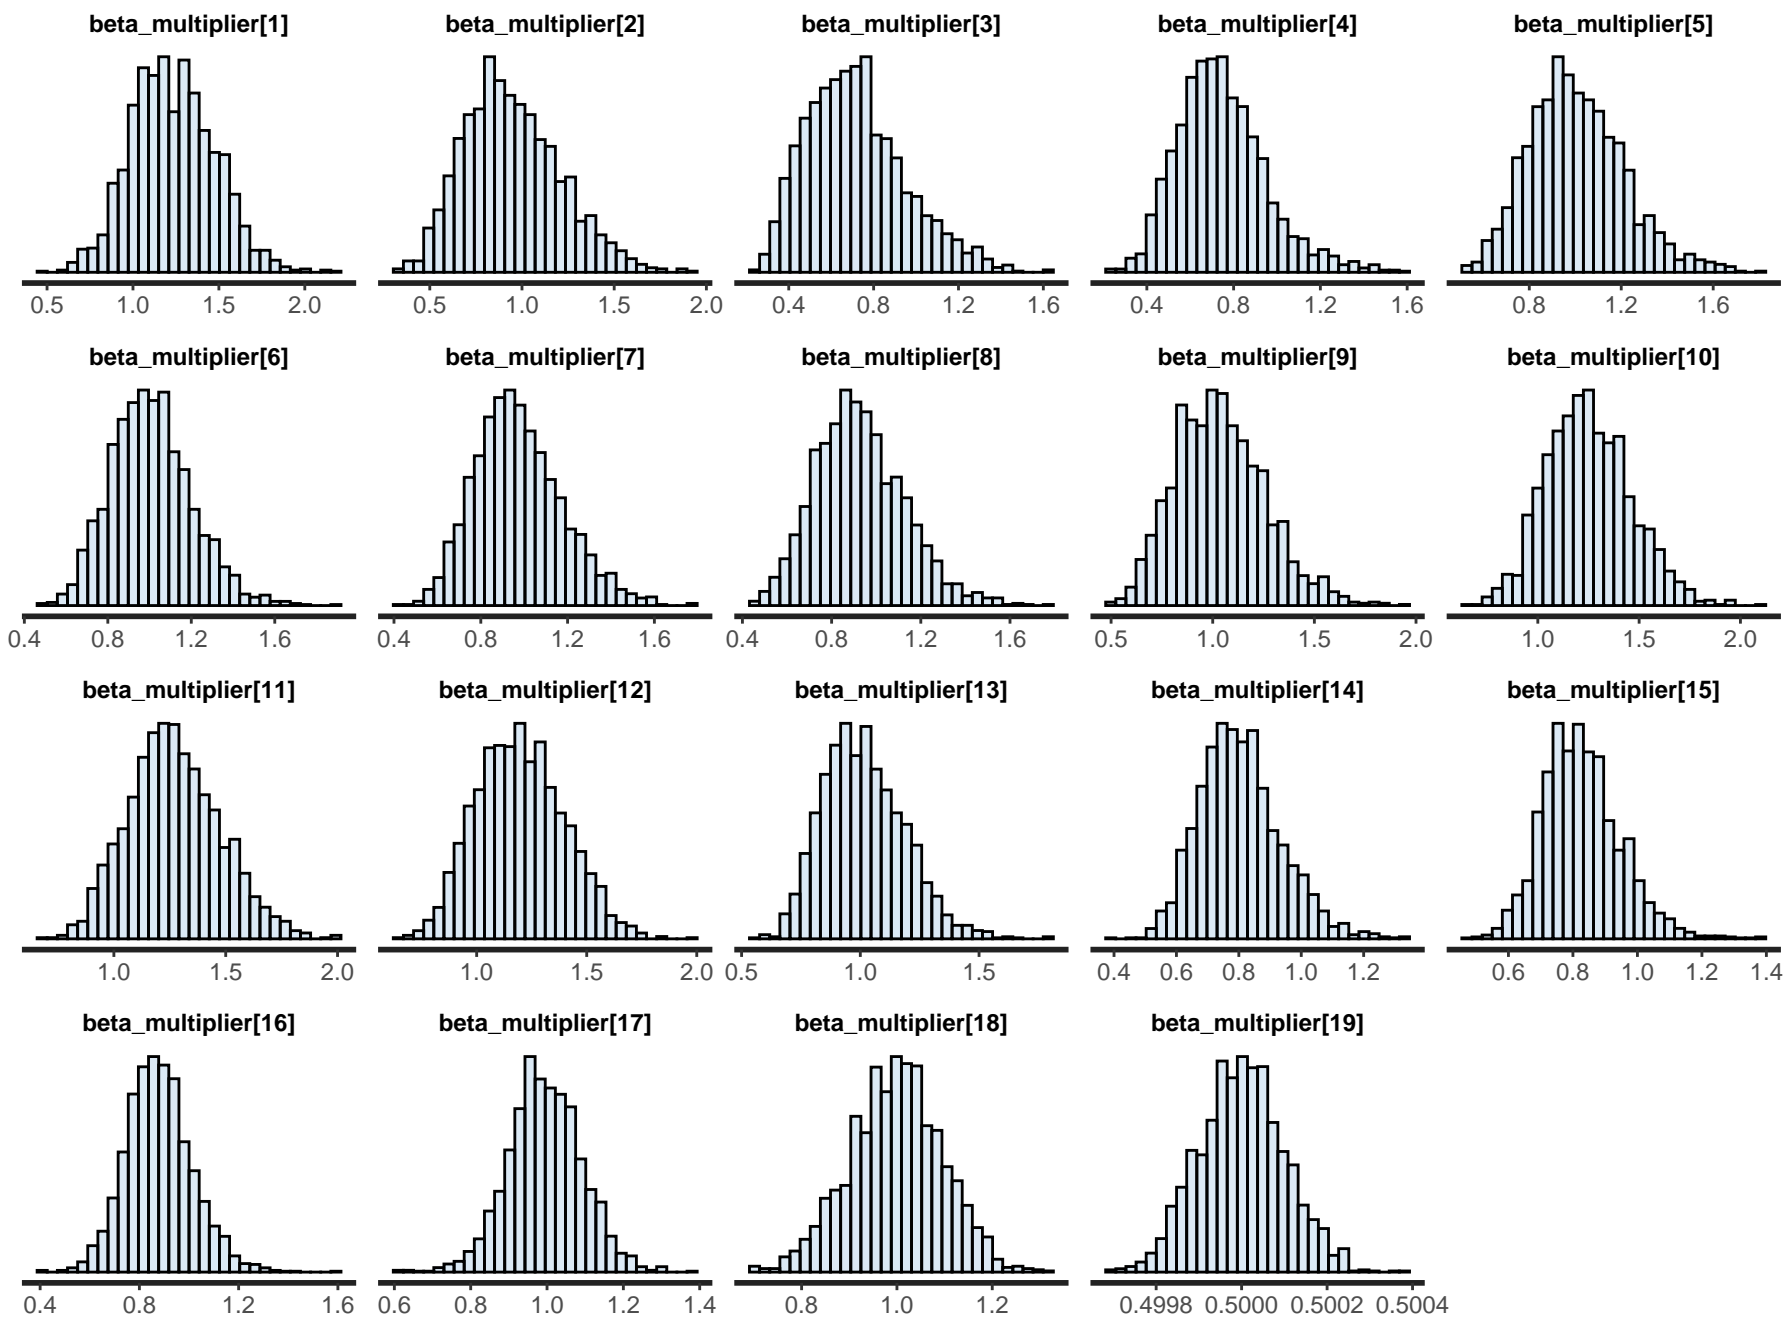 beta_multiplier[1] beta_multiplier[2] beta_multiplier[3] beta_multiplier[4] beta_multiplier[5]
0.5 1.0 1.5 2.0 0.5 1.0 1.5 2.0 0.4 0.8 1.2 1.6 0.4 0.8 1.2 1.6 0.8 1.2 1.6
beta_multiplier[6] beta_multiplier[7] beta_multiplier[8] beta_multiplier[9] beta_multiplier[10]
0.4 0.8 1.2 1.6 0.4 0.8 1.2 1.6 0.4 0.8 1.2 1.6 0.5 1.0 1.5 2.0 1.0 1.5 2.0
beta_multiplier[11] beta_multiplier[12] beta_multiplier[13] beta_multiplier[14] beta_multiplier[15]
1.0 1.5 2.0 1.0 1.5 2.0 0.5 1.0 1.5 0.4 0.6 0.8 1.0 1.2 0.6 0.8 1.0 1.2 1.4
beta_multiplier[16] beta_multiplier[17] beta_multiplier[18] beta_multiplier[19]
0.4 0.8 1.2 1.6 0.6 0.8 1.0 1.2 1.4 0.8 1.0 1.2 0.4998 0.5000 0.5002 0.5004